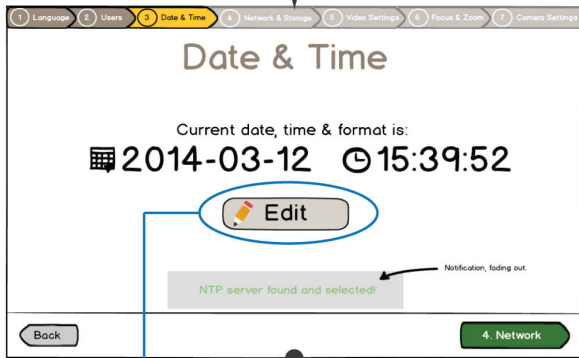 1 Language 2 Users 3 Date & Time 4 Network & Storage 5 Video Settings 6 Focus & Zoom 7 Camera Settings
Date & Time
Current date, time & format is:
2014-03-12 15:39:52
Edit
Notification, fading out.
NTP server found and selected!
Back 4. Network